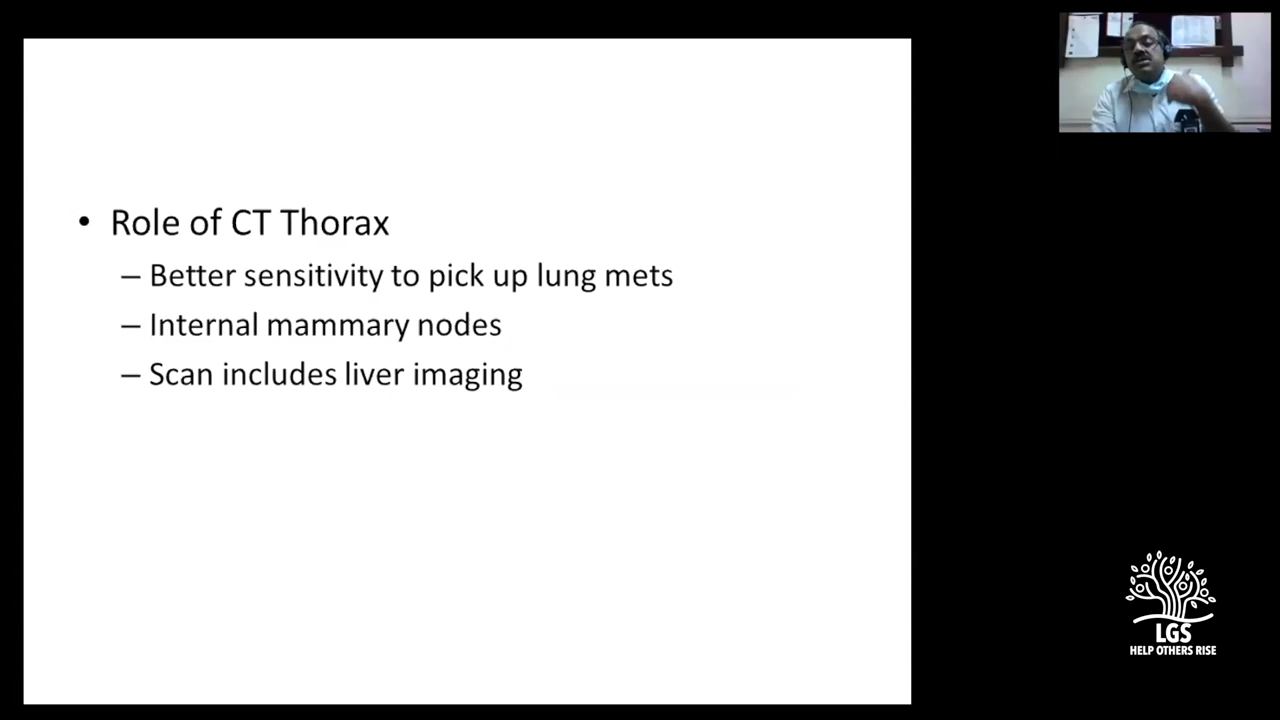 • Role of CT Thorax
– Better sensitivity to pick up lung mets
– Internal mammary nodes
– Scan includes liver imaging
LGS
HELP OTHERS RISE